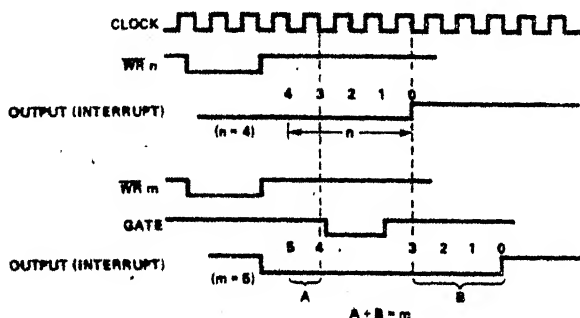 CLOCK
WR n
4 3 2 1 0
OUTPUT (INTERRUPT)
(n = 4)
n
WR m
GATE
5 4 3 2 1 0
OUTPUT (INTERRUPT)
(m = 5)
A B
A + B = m